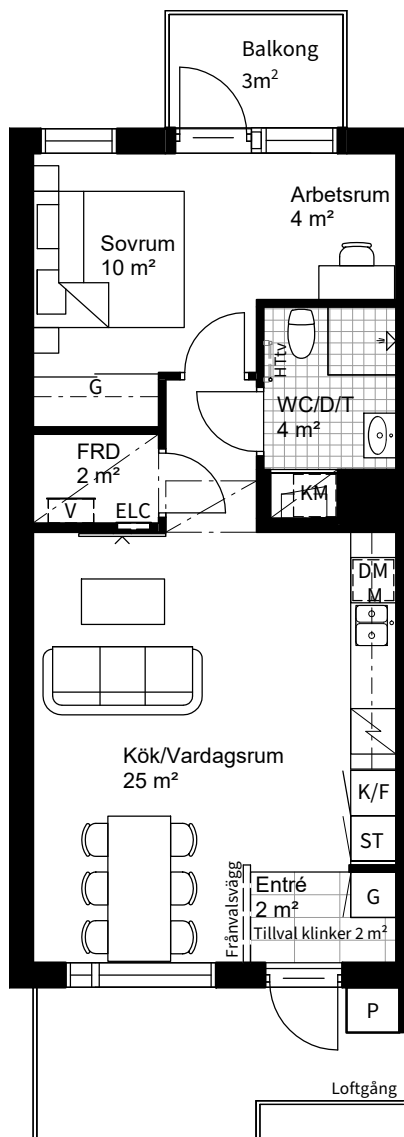 Balkong
3m²
Arbetsrum
4 m²
Sovrum
10 m²
G
HTtv
WC/D/T
4 m²
FRD
2 m²
V
ELC
KM
DM
M
Kök/Vardagsrum
25 m²
K/F
ST
Frånvalsvägg
Entré
2 m²
G
Tillval klinker 2 m²
P
Loftgång